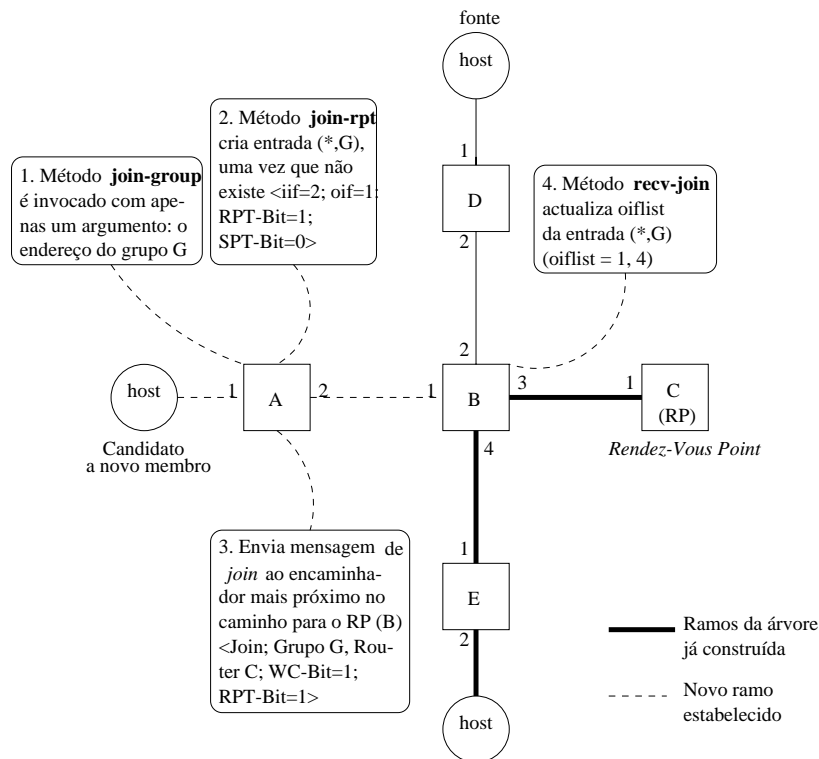 fonte
host
1
D
2
2. Método join-rpt
cria entrada (*,G),
uma vez que não
existe <iif=2; oif=1;
RPT-Bit=1;
SPT-Bit=0>
1. Método join-group
é invocado com ape-
nas um argumento: o
endereço do grupo G
4. Método recv-join
actualiza oiflist
da entrada (*,G)
(oiflist = 1, 4)
host
1
A
2
1
2
B
3
4
1
C
(RP)
Candidato
a novo membro
Rendez-Vous Point
3. Envia mensagem de
join ao encaminha-
dor mais próximo no
caminho para o RP (B)
<Join; Grupo G, Rou-
ter C; WC-Bit=1;
RPT-Bit=1>
1
E
2
host
Ramos da árvore
já construída
Novo ramo
estabelecido